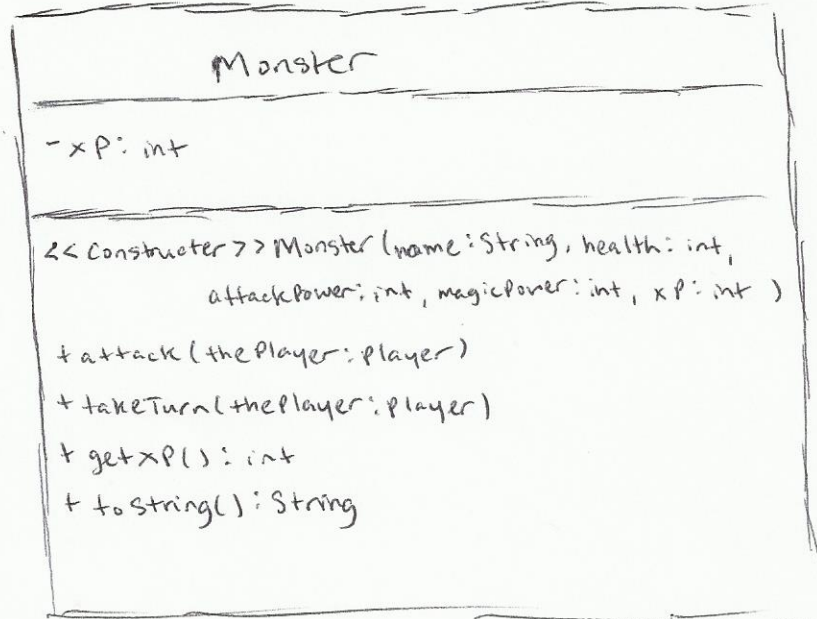 Monster
- xP: int
<<Constructer>> Monster (name: String, health: int,
attackPower: int, magicPower: int, xP: int )
+ attack (thePlayer: Player)
+ takeTurn (thePlayer: Player)
+ getxP(): int
+ toString(): String